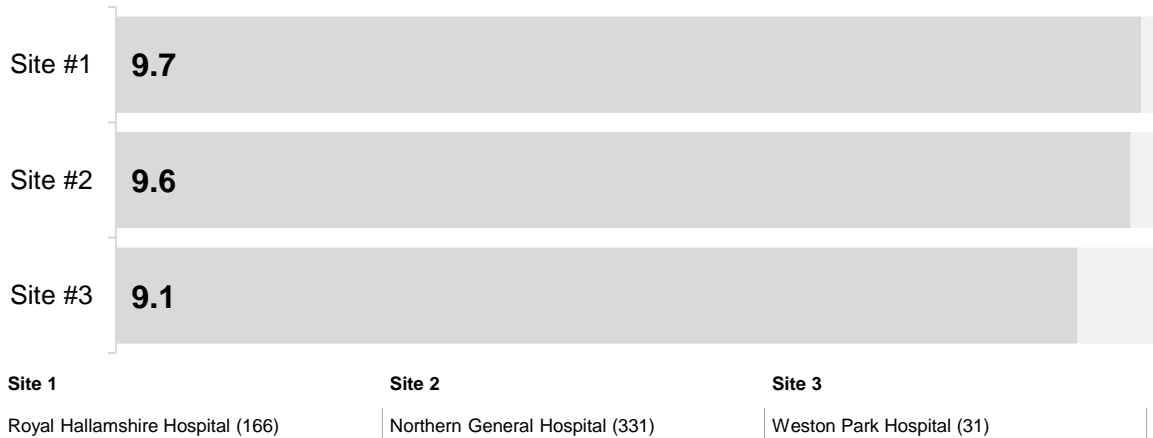 Site #1 9.7
Site #2 9.6
Site #3 9.1
Site 1 Site 2 Site 3
Royal Hallamshire Hospital (166) Northern General Hospital (331) Weston Park Hospital (31)